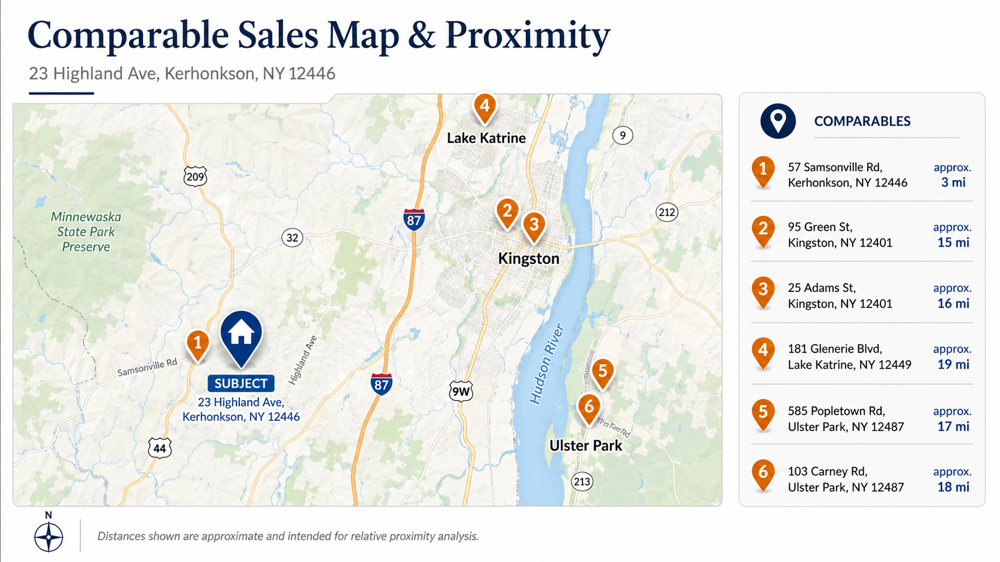 Comparable Sales Map & Proximity
23 Highland Ave, Kerhonkson, NY 12446
4
Lake Katrine
9
209
Minnewaska
State Park
Preserve
87
32
2
3
212
Kingston
1
Samsonville Rd
Highland Ave
SUBJECT
23 Highland Ave,
Kerhonkson, NY 12446
87
9W
Hudson River
5
6
Rd
Ulster Park
44
213
COMPARABLES
1
57 Samsonville Rd,
Kerhonkson, NY 12446
approx.
3 mi
2
95 Green St,
Kingston, NY 12401
approx.
15 mi
3
25 Adams St,
Kingston, NY 12401
approx.
16 mi
4
181 Glenerie Blvd,
Lake Katrine, NY 12449
approx.
19 mi
5
585 Popletown Rd,
Ulster Park, NY 12487
approx.
17 mi
6
103 Carney Rd,
Ulster Park, NY 12487
approx.
18 mi
N
Distances shown are approximate and intended for relative proximity analysis.